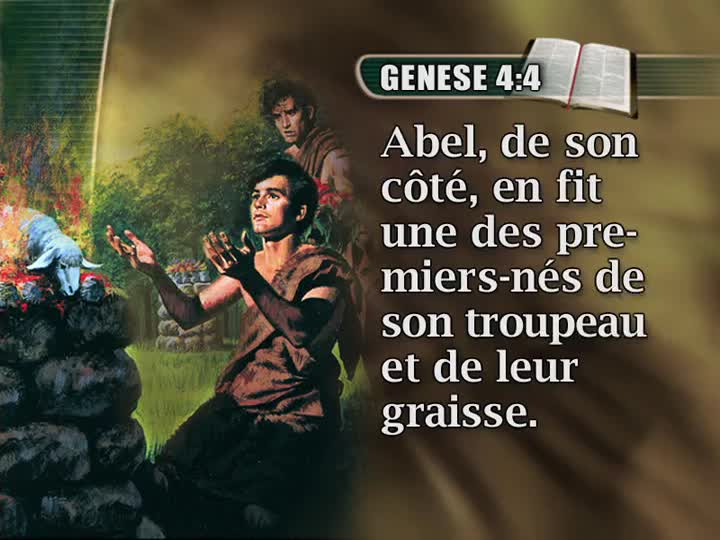 GENESE 4:4
Abel, de son
côté, en fit
une des pre-
miers-nés de
son troupeau
et de leur
graisse.